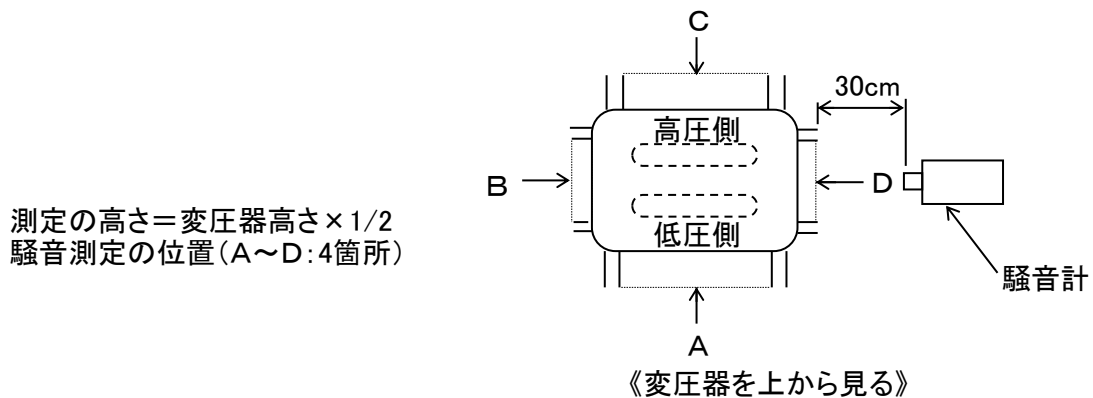 C
30cm
高圧側
B
D
測定の高さ＝変圧器高さ×1/2
低圧側
騒音測定の位置（A～D：4箇所）
騒音計
A
《変圧器を上から見る》